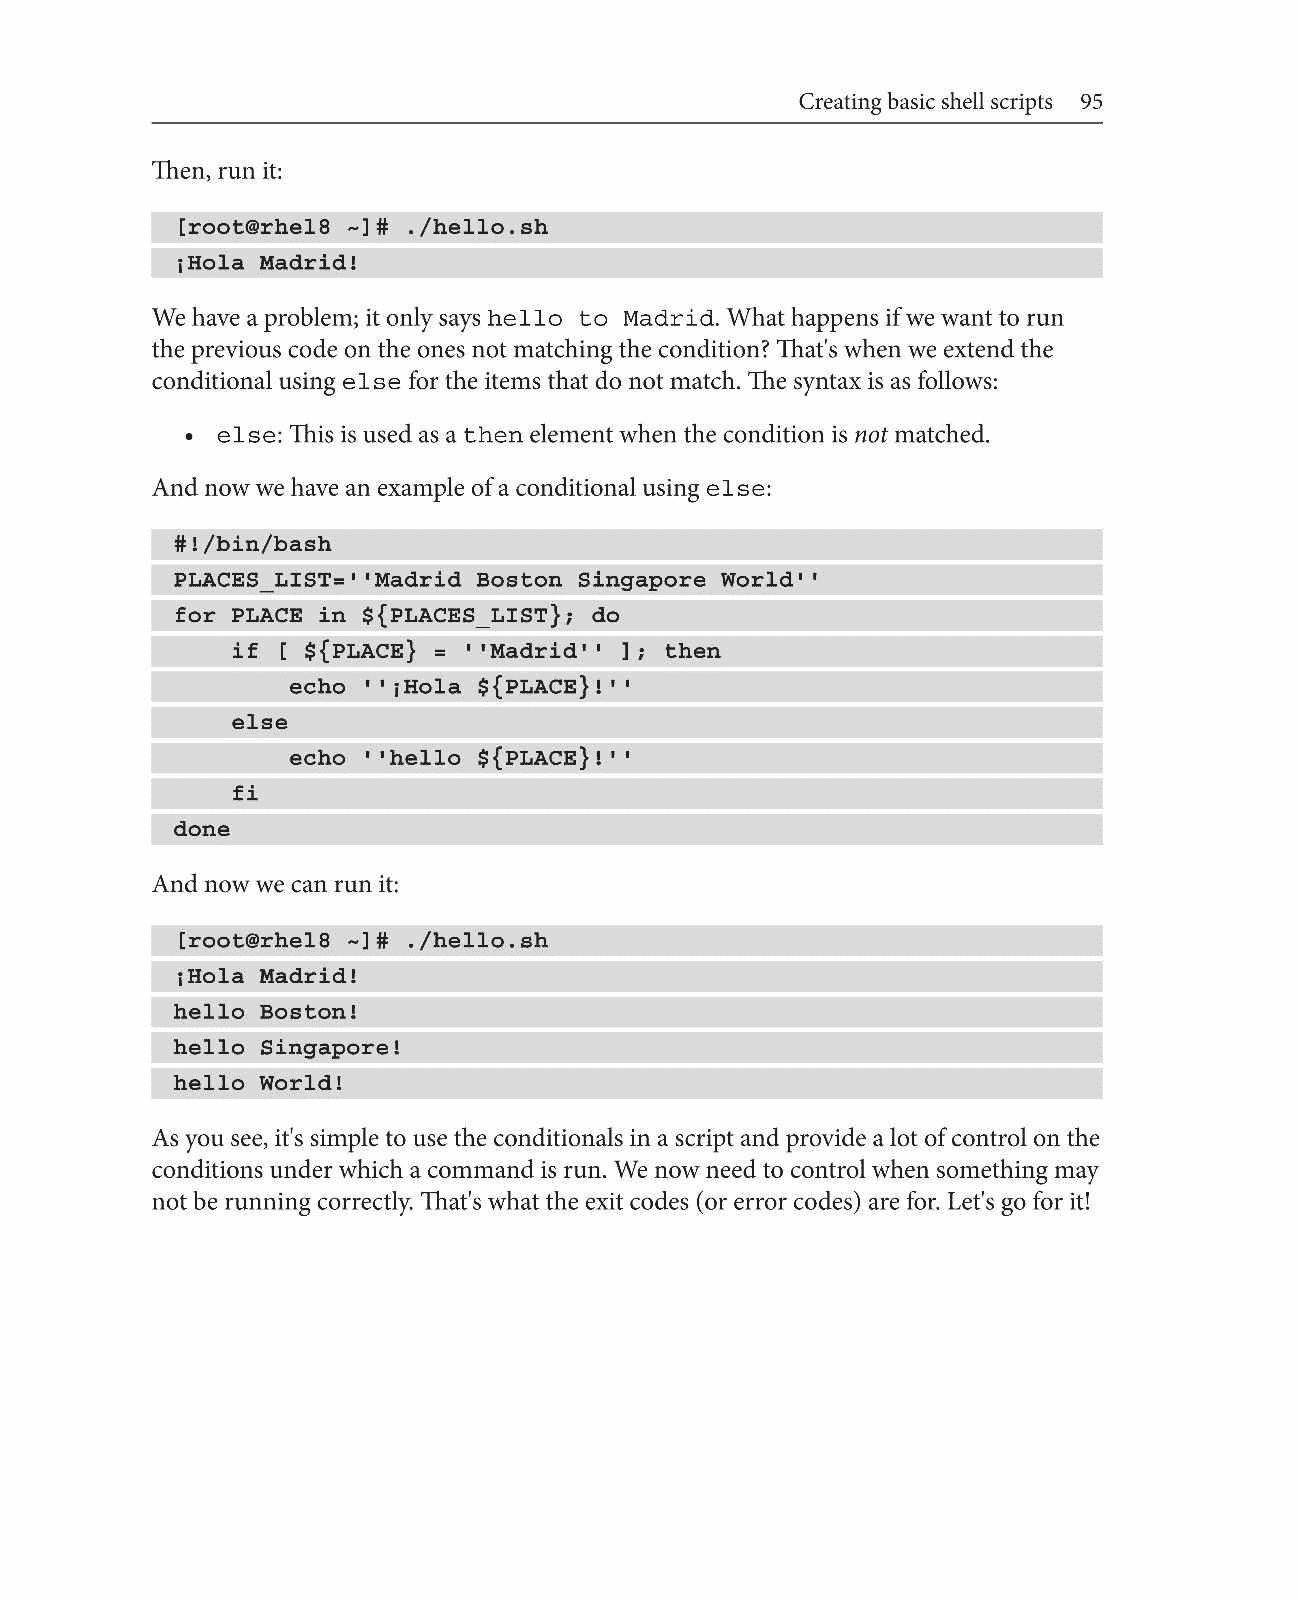 Creating basic shell scripts 95
Then, run it:
[root@rhel8 ~]# ./hello.sh
¡Hola Madrid!
We have a problem; it only says hello to Madrid. What happens if we want to run
the previous code on the ones not matching the condition? That's when we extend the
conditional using else for the items that do not match. The syntax is as follows:
• else: This is used as a then element when the condition is not matched.
And now we have an example of a conditional using else:
#!/bin/bash
PLACES_LIST=''Madrid Boston Singapore World''
for PLACE in ${PLACES_LIST}; do
    if [ ${PLACE} = ''Madrid'' ]; then
        echo ''¡Hola ${PLACE}!''
    else
        echo ''hello ${PLACE}!''
    fi
done
And now we can run it:
[root@rhel8 ~]# ./hello.sh
¡Hola Madrid!
hello Boston!
hello Singapore!
hello World!
As you see, it's simple to use the conditionals in a script and provide a lot of control on the
conditions under which a command is run. We now need to control when something may
not be running correctly. That's what the exit codes (or error codes) are for. Let's go for it!